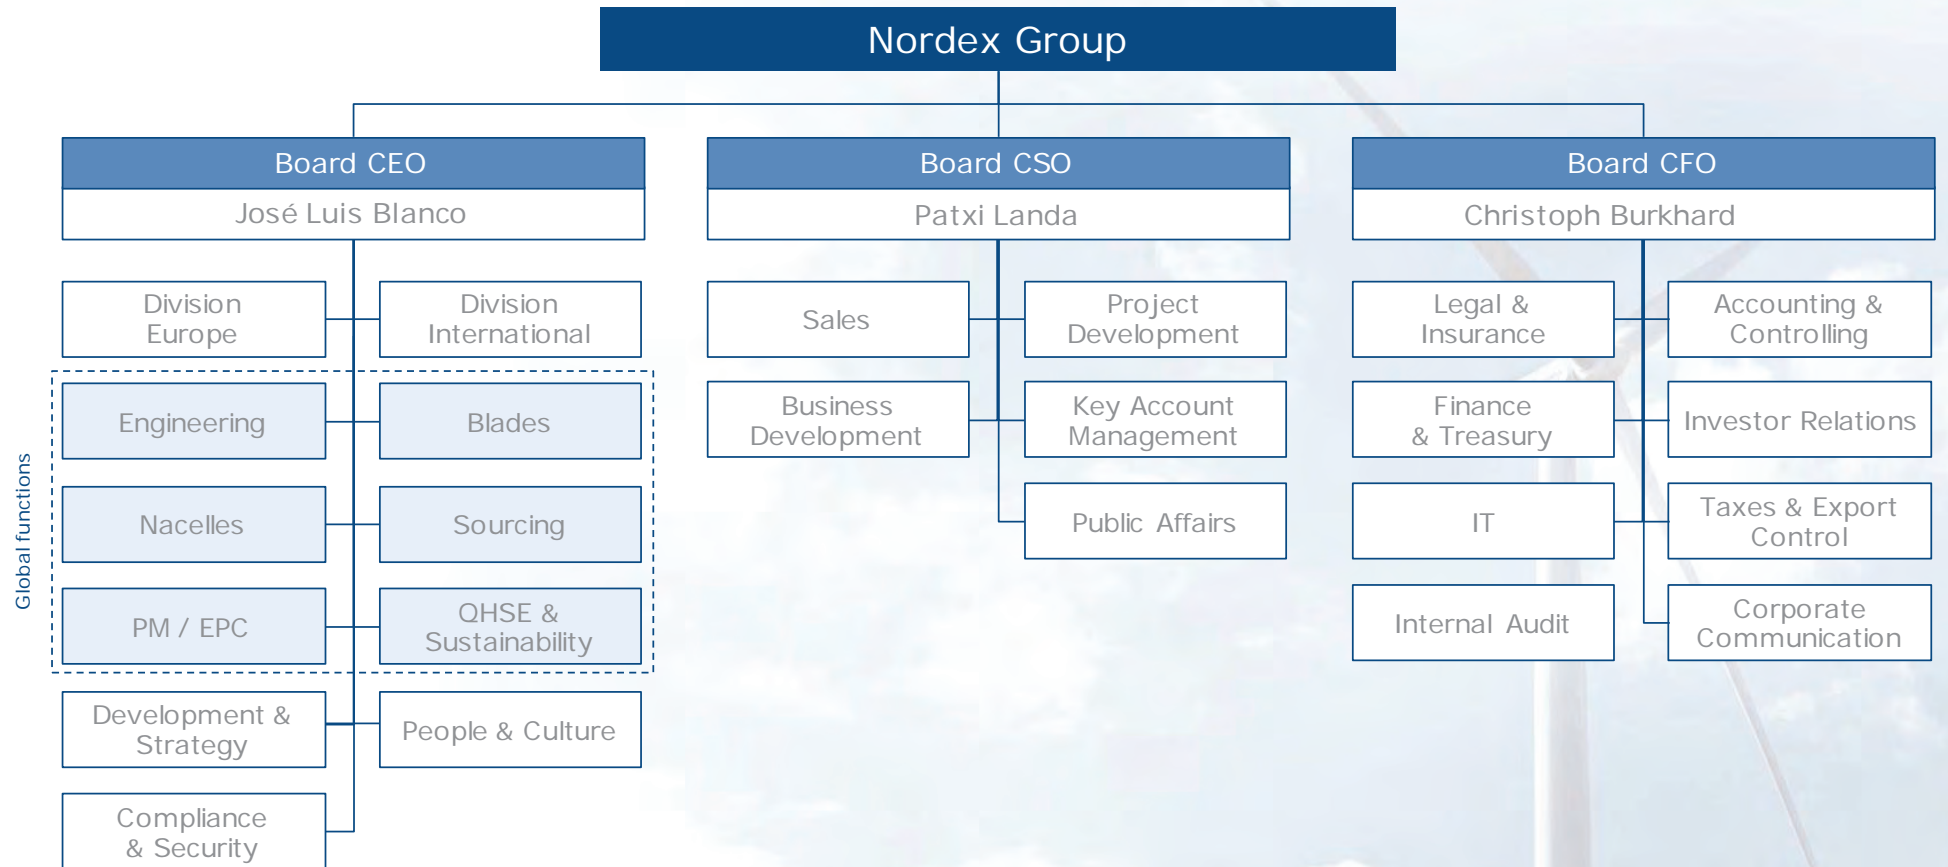 Nordex Group
Board CEO
José Luis Blanco
Division
Europe
Division
International
Engineering
Blades
Nacelles
Sourcing
PM / EPC
QHSE &
Sustainability
Global functions
Development &
Strategy
People & Culture
Compliance
& Security
Board CSO
Patxi Landa
Sales
Project
Development
Business
Development
Key Account
Management
Public Affairs
Board CFO
Christoph Burkhard
Legal &
Insurance
Accounting &
Controlling
Finance
& Treasury
Investor Relations
IT
Taxes & Export
Control
Internal Audit
Corporate
Communication